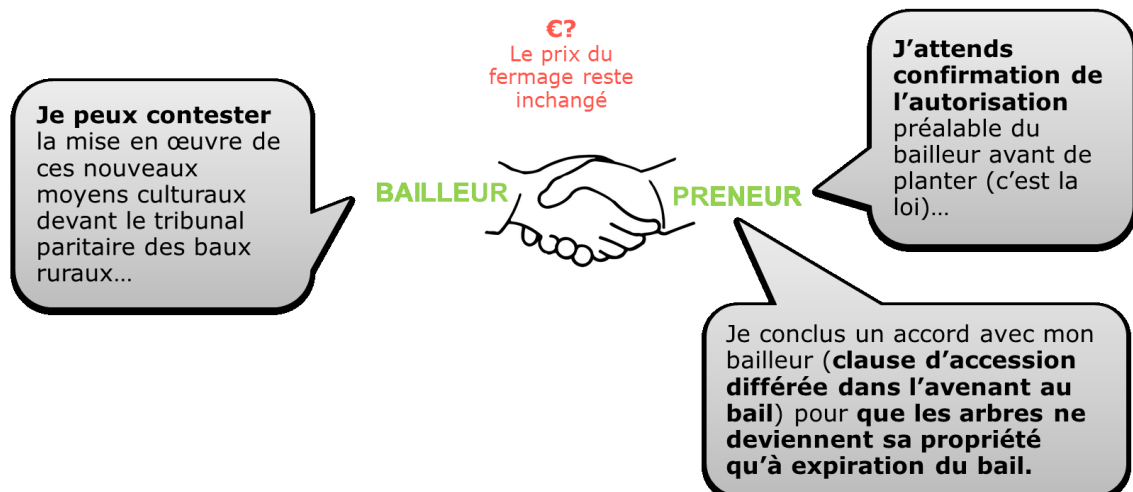 €?
Le prix du
fermage reste
inchangé
Je peux contester
la mise en œuvre de
ces nouveaux
moyens culturaux
devant le tribunal
paritaire des baux
ruraux…
BAILLEUR
PRENEUR
J’attends
confirmation de
l’autorisation
préalable du
bailleur avant de
planter (c’est la
loi)…
Je conclus un accord avec mon
bailleur (clause d’accession
différée dans l’avenant au
bail) pour que les arbres ne
deviennent sa propriété
qu’à expiration du bail.